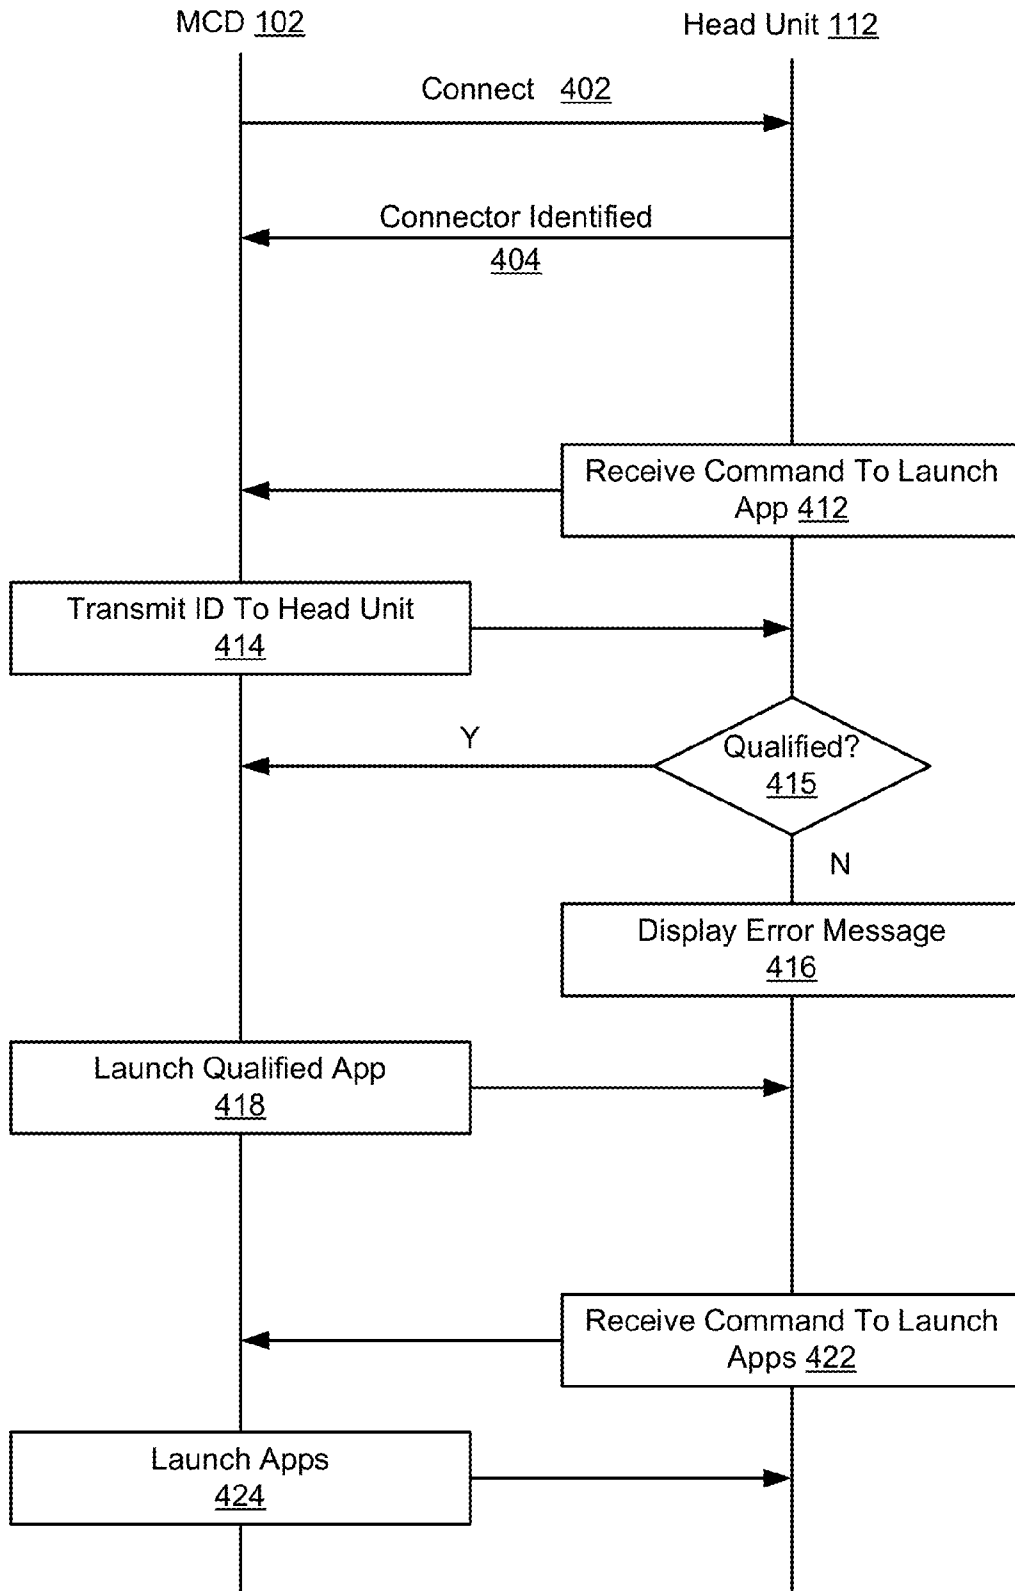 MCD 102
Head Unit 112
Connect 402
Connector Identified
404
Receive Command To Launch
App 412
Transmit ID To Head Unit
414
Y
Qualified?
415
N
Display Error Message
416
Launch Qualified App
418
Receive Command To Launch
Apps 422
Launch Apps
424